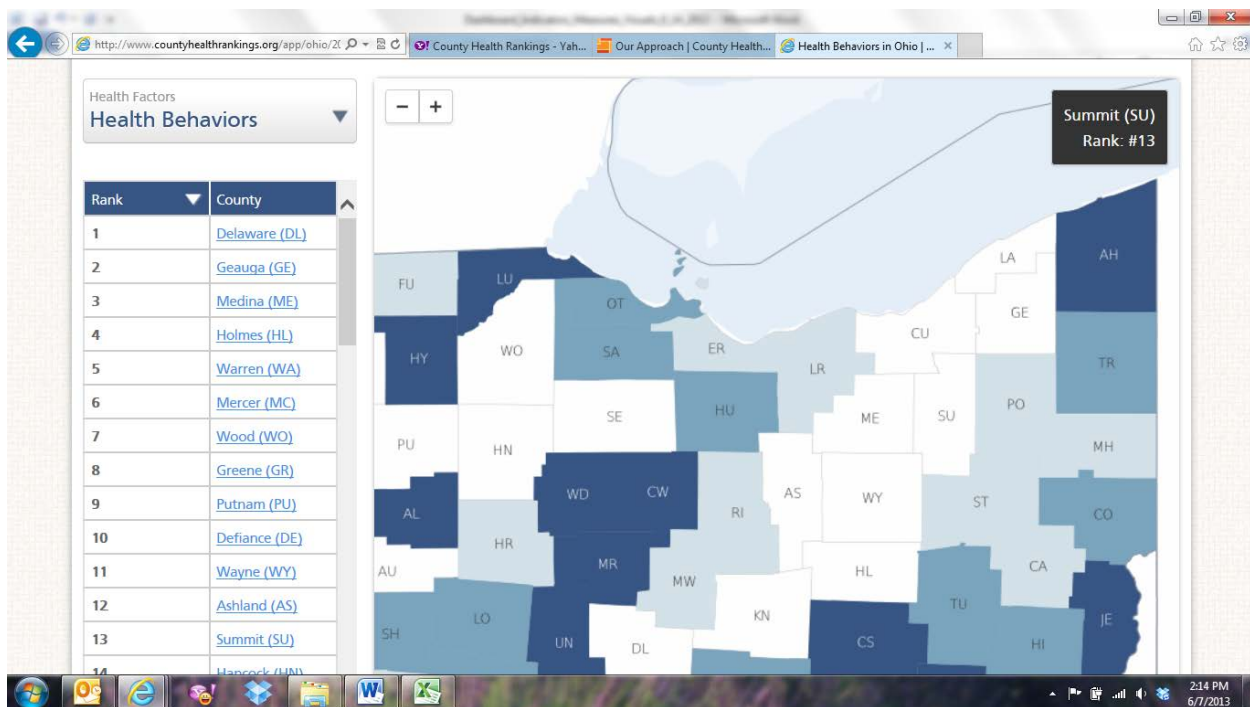 http://www.countyhealthrankings.org/app/ohio/2(
County Health Rankings - Yah...
Our Approach | County Health...
Health Behaviors in Ohio | ...
Health Factors
Health Behaviors
− +
Summit (SU)
Rank: #13
Rank County
1 Delaware (DL)
2 Geauga (GE)
3 Medina (ME)
4 Holmes (HL)
5 Warren (WA)
6 Mercer (MC)
7 Wood (WO)
8 Greene (GR)
9 Putnam (PU)
10 Defiance (DE)
11 Wayne (WY)
12 Ashland (AS)
13 Summit (SU)
14 Hancock (HN)
LA AH
FU LU
OT GE
CU
HY WO SA ER LR TR
SE HU ME SU PO
PU HN MH
WD CW AS WY ST
AL RI CO
HR
AU MR MW HL CA
SH LO KN TU JE
UN DL CS HI
2:14 PM
6/7/2013